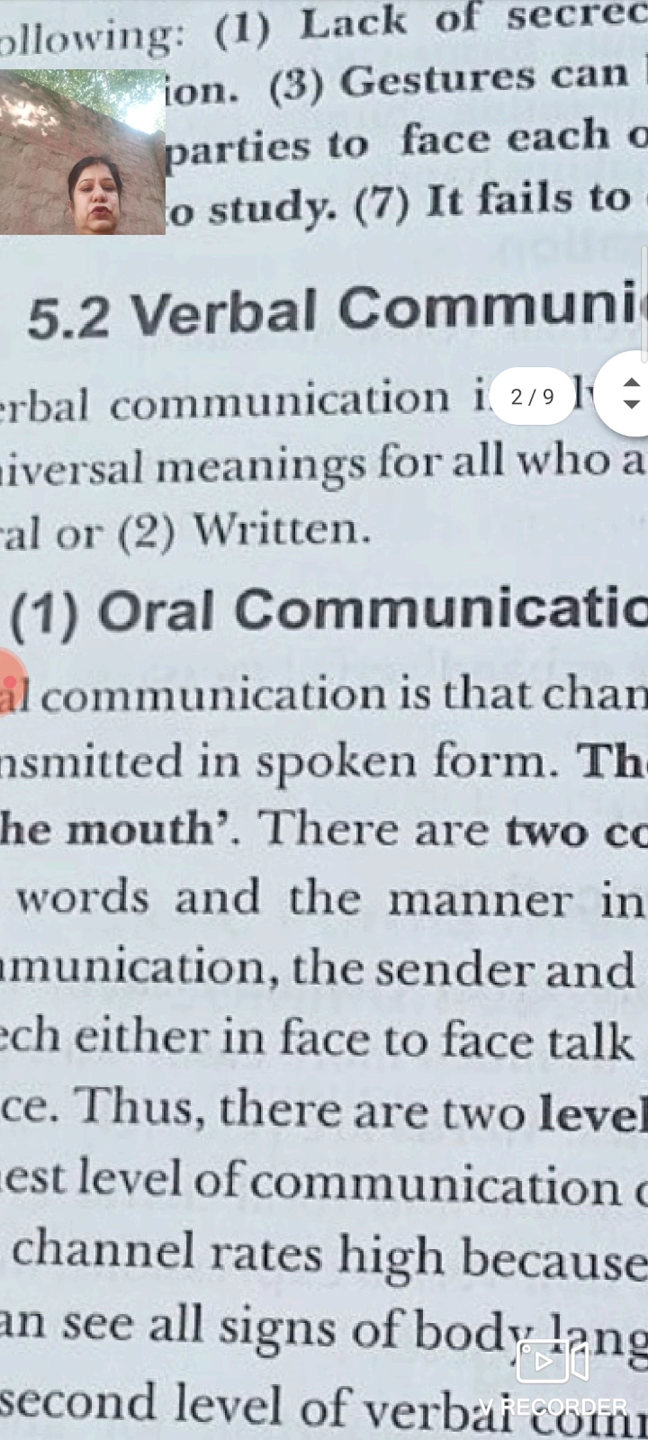 ollowing: (1) Lack of secrec
ion. (3) Gestures can
parties to face each o
o study. (7) It fails to
5.2 Verbal Communi
erbal communication i
2/9
iversal meanings for all who a
ral or (2) Written.
(1) Oral Communicatio
al communication is that chan
nsmitted in spoken form. Th
he mouth'. There are two co
words and the manner in
mmunication, the sender and
ech either in face to face talk
ce. Thus, there are two level
est level of communication
channel rates high because
an see all signs of body lang
second level of verbal comm
V RECORDER